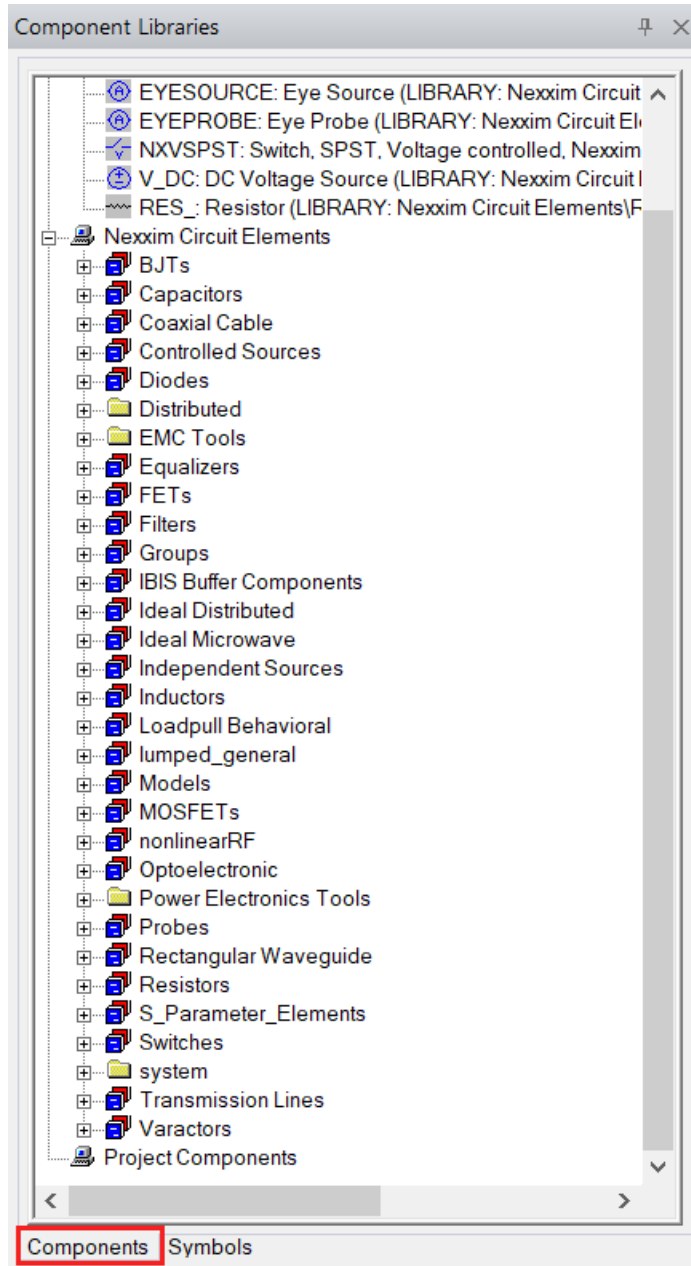 Component Libraries
EYESOURCE: Eye Source (LIBRARY: Nexxim Circuit
EYEPROBE: Eye Probe (LIBRARY: Nexxim Circuit El
NXVSPST: Switch, SPST, Voltage controlled, Nexxim
V_DC: DC Voltage Source (LIBRARY: Nexxim Circuit
RES_: Resistor (LIBRARY: Nexxim Circuit Elements\R
Nexxim Circuit Elements
BJTs
Capacitors
Coaxial Cable
Controlled Sources
Diodes
Distributed
EMC Tools
Equalizers
FETs
Filters
Groups
IBIS Buffer Components
Ideal Distributed
Ideal Microwave
Independent Sources
Inductors
Loadpull Behavioral
lumped_general
Models
MOSFETs
nonlinearRF
Optoelectronic
Power Electronics Tools
Probes
Rectangular Waveguide
Resistors
S_Parameter_Elements
Switches
system
Transmission Lines
Varactors
Project Components
Components Symbols